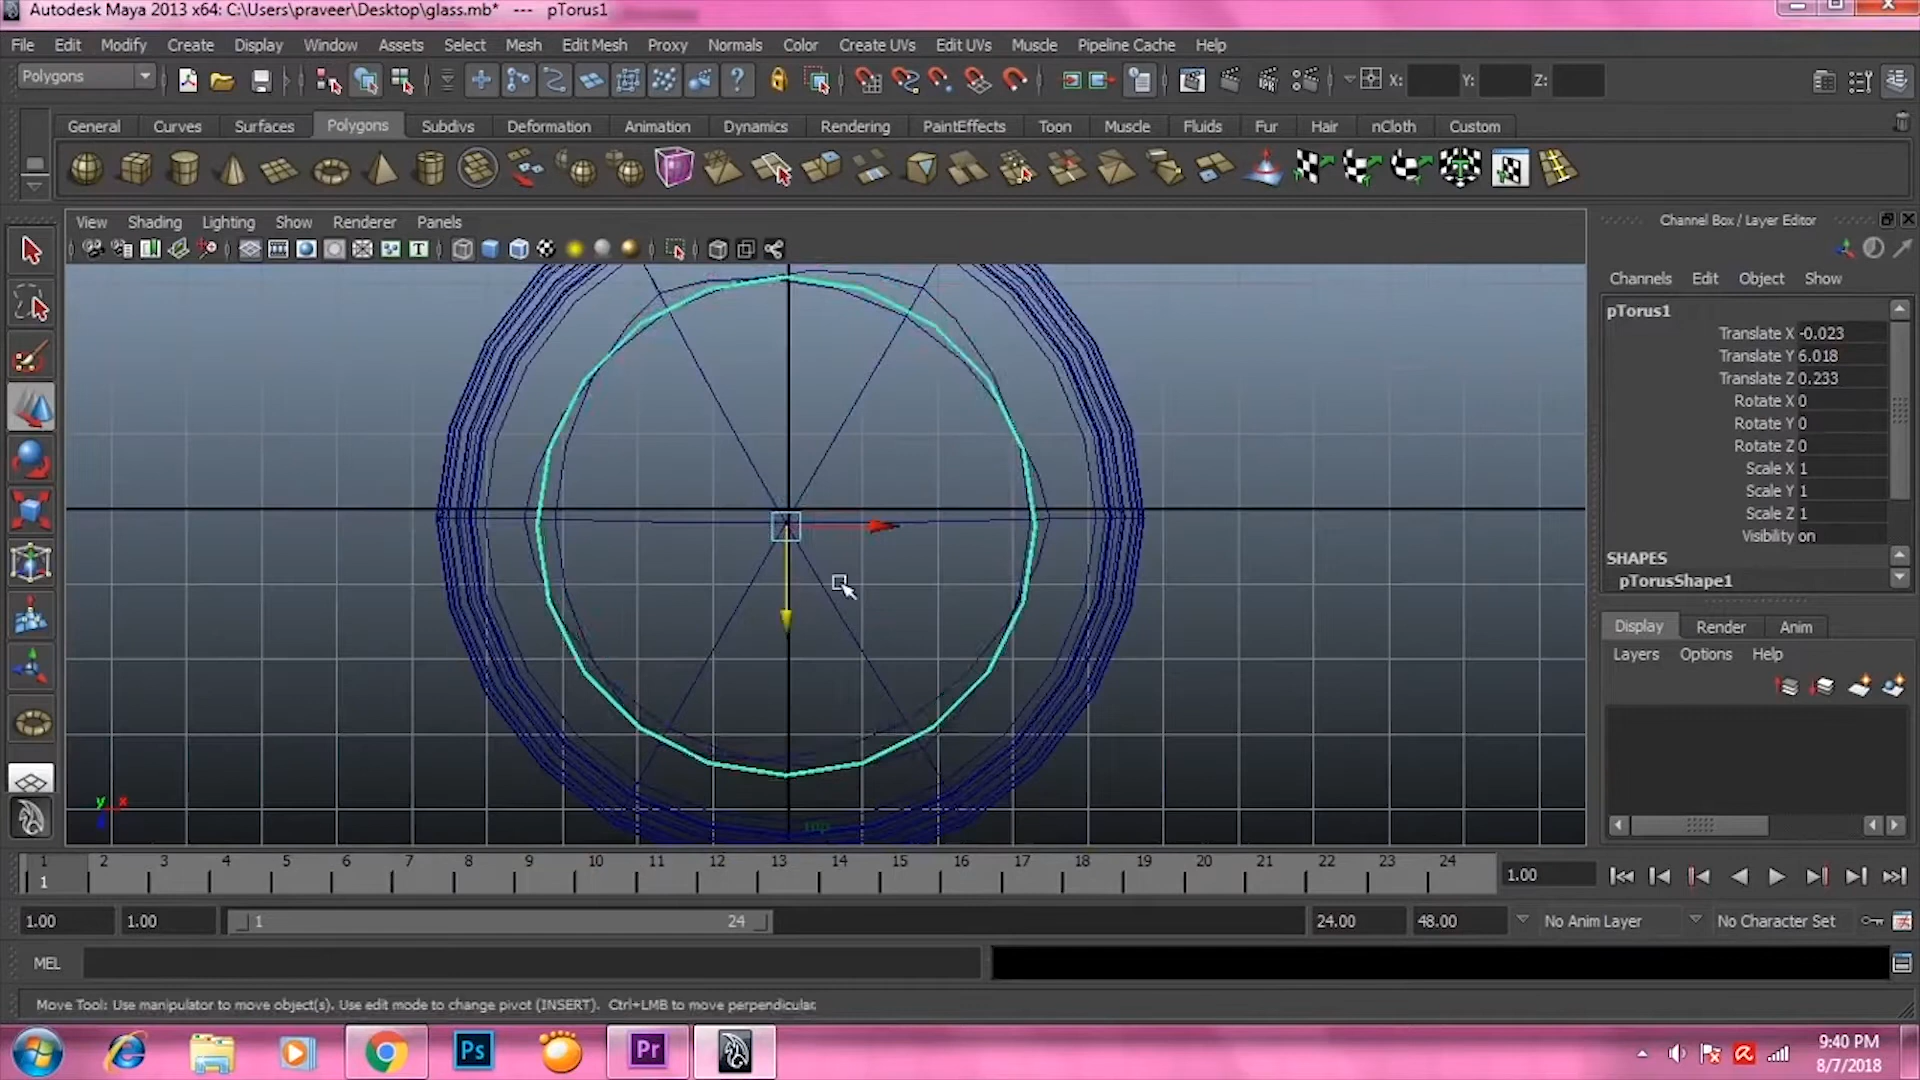 Autodesk Maya 2013 x64: C:\Users\praveer\Desktop\glass.mb* --- pTorus1
File Edit Modify Create Display Window Assets Select Mesh Edit Mesh Proxy Normals Color Create UVs Edit UVs Muscle Pipeline Cache Help
Polygons X: Y: Z:
General Curves Surfaces Polygons Subdivs Deformation Animation Dynamics Rendering PaintEffects Toon Muscle Fluids Fur Hair nCloth Custom
View Shading Lighting Show Renderer Panels
Channel Box / Layer Editor
Channels Edit Object Show
pTorus1
Translate X -0.023
Translate Y 6.018
Translate Z 0.233
Rotate X 0
Rotate Y 0
Rotate Z 0
Scale X 1
Scale Y 1
Scale Z 1
Visibility on
SHAPES
pTorusShape1
Display Render Anim
Layers Options Help
y x
top
1 2 3 4 5 6 7 8 9 10 11 12 13 14 15 16 17 18 19 20 21 22 23 24
1 1.00
1.00 1.00 1 24 24.00 48.00 No Anim Layer No Character Set
MEL
Move Tool: Use manipulator to move object(s). Use edit mode to change pivot (INSERT). Ctrl+LMB to move perpendicular.
Ps Pr
9:40 PM
8/7/2018